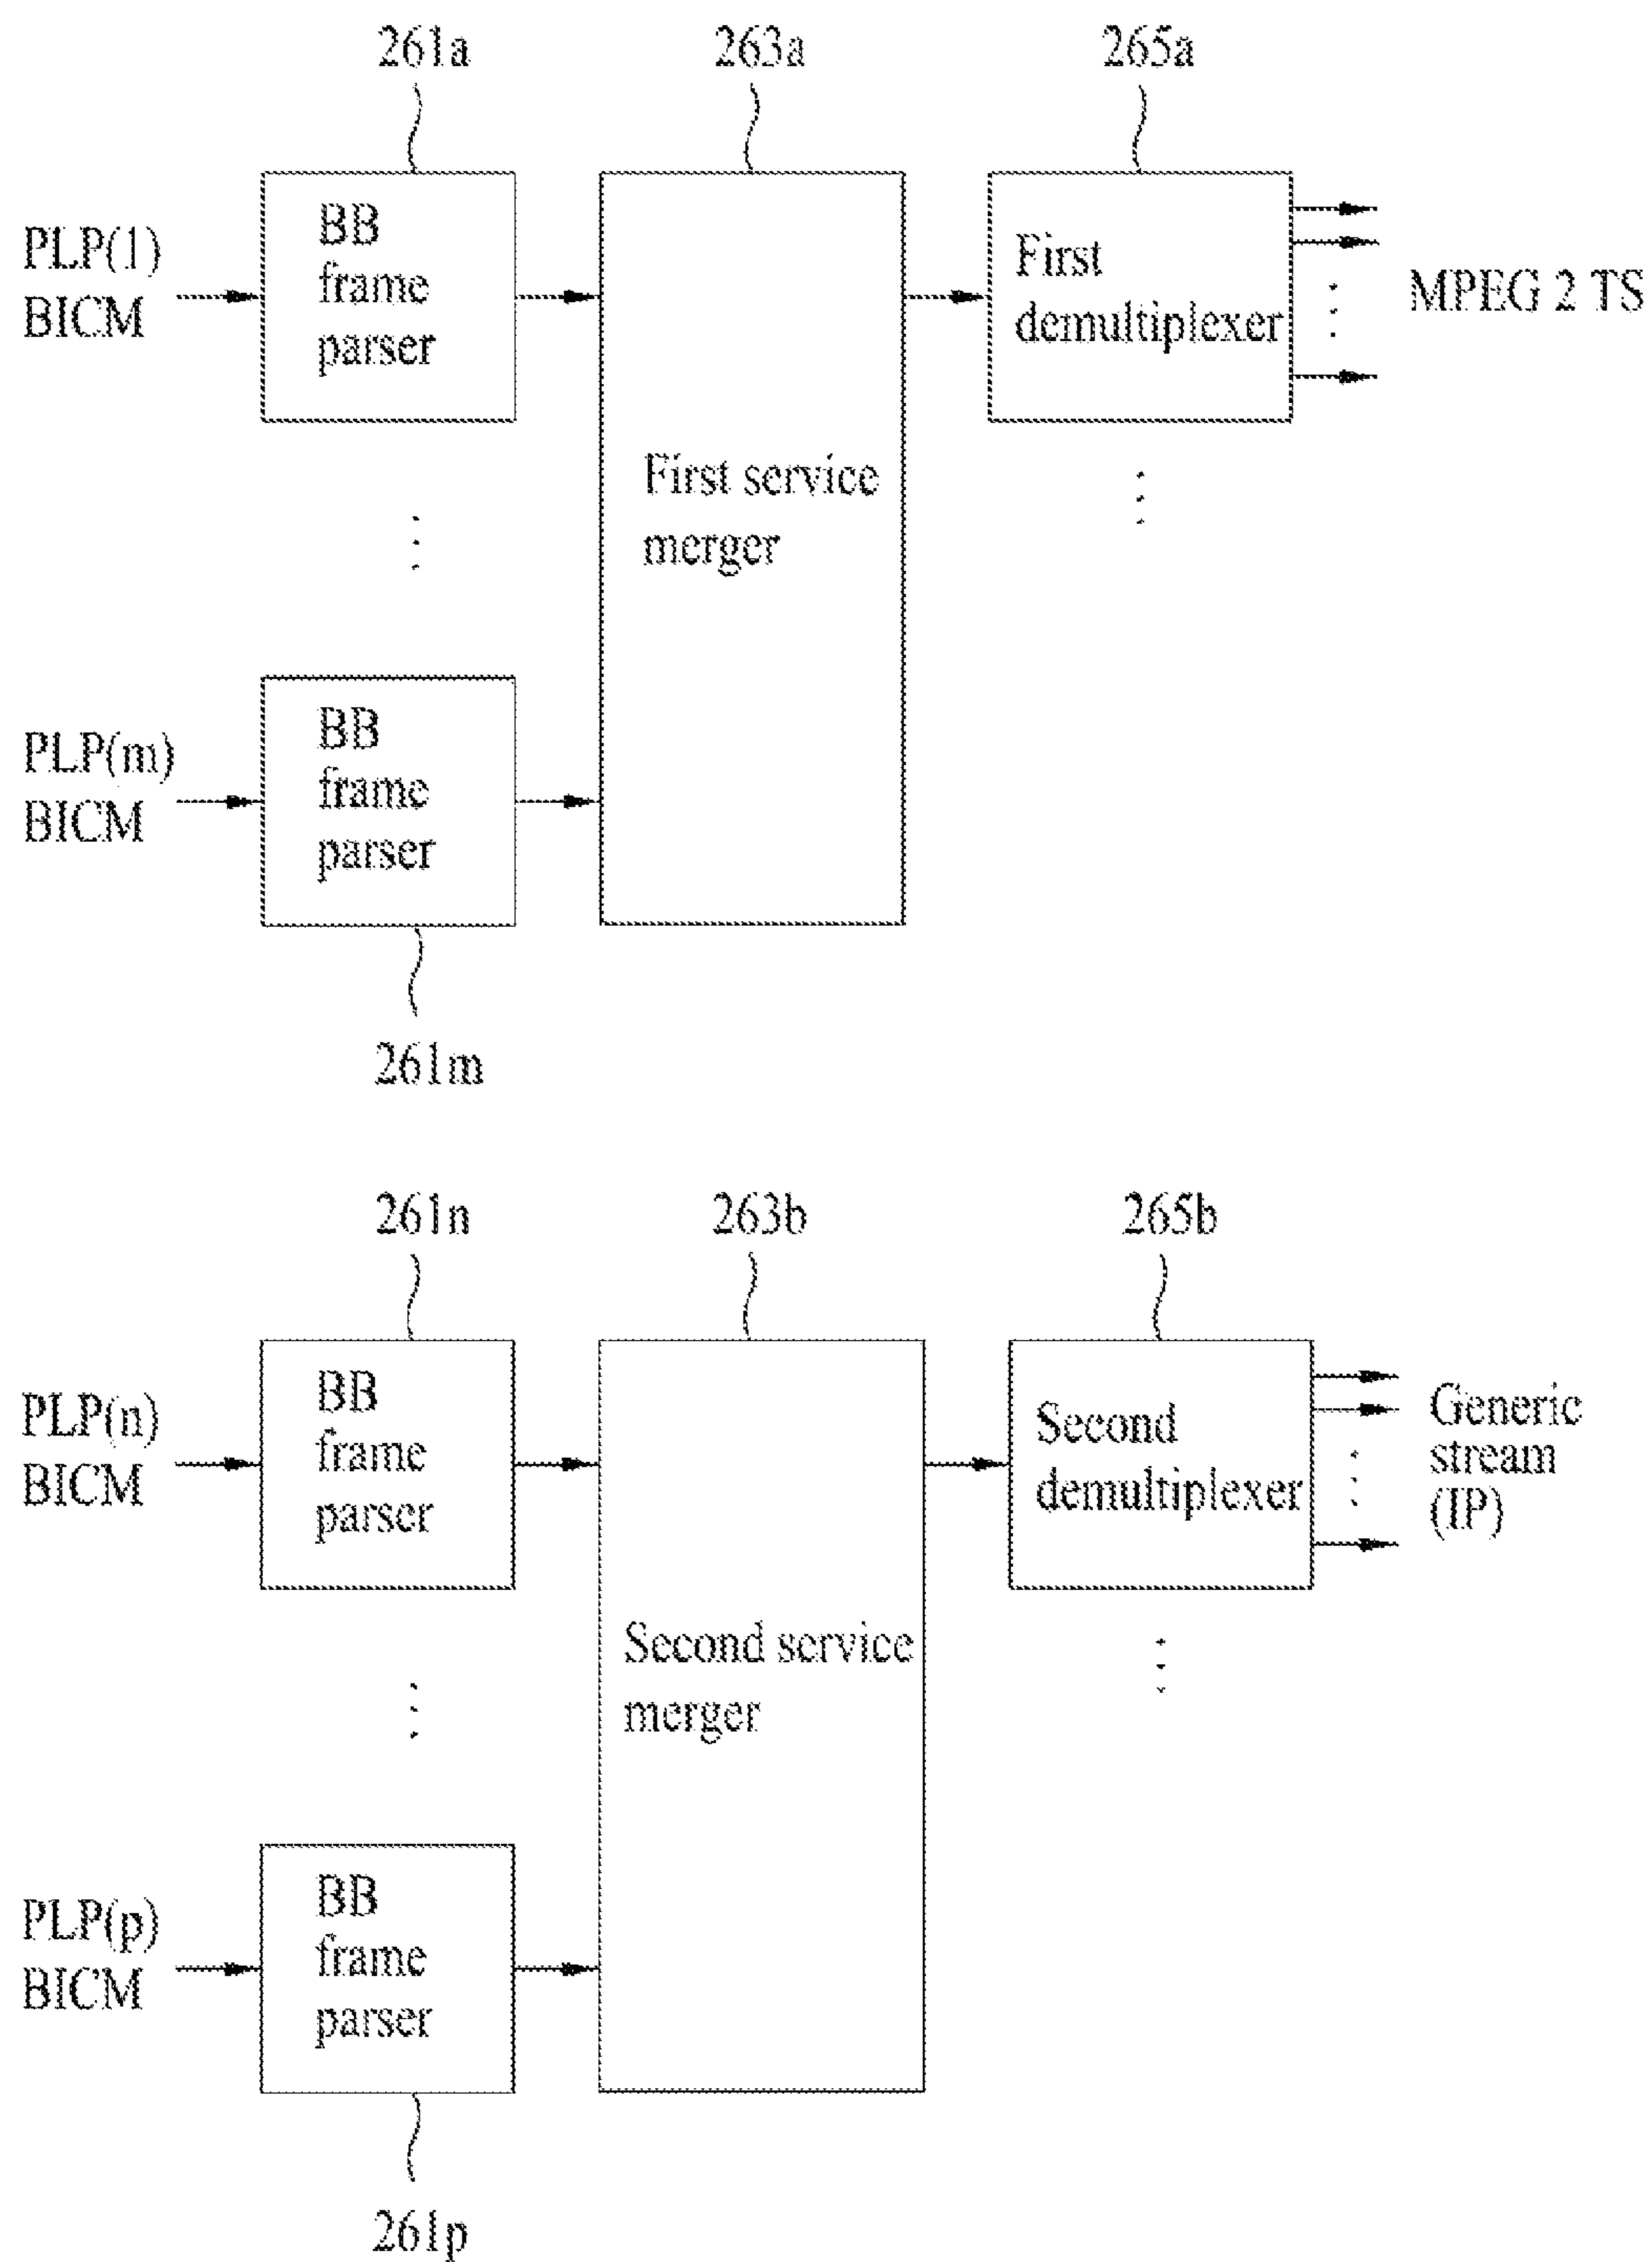 261a
263a
265a
PLP(1)
BICM
BB
frame
parser
First service
merger
First
demultiplexer
MPEG 2 TS
PLP(m)
BICM
BB
frame
parser
261m
261n
263b
265b
PLP(n)
BICM
BB
frame
parser
Second service
merger
Second
demultiplexer
Generic
stream
(IP)
PLP(p)
BICM
BB
frame
parser
261p